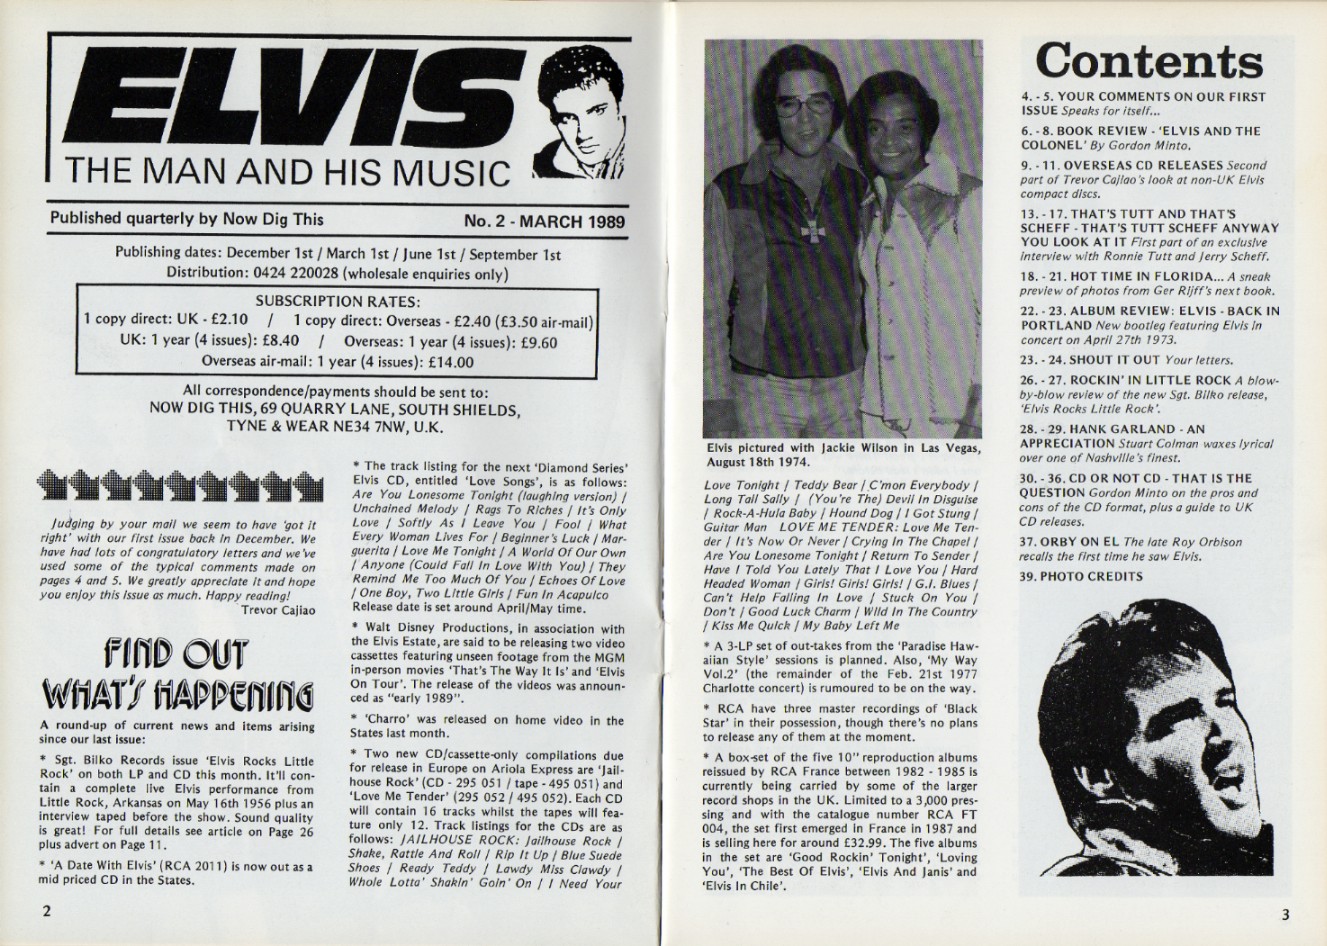 ELVIS
THE MAN AND HIS MUSIC
Published quarterly by Now Dig This No. 2 - MARCH 1989
Publishing dates: December 1st / March 1st / June 1st / September 1st
Distribution: 0424 220028 (wholesale enquiries only)
SUBSCRIPTION RATES:
1 copy direct: UK - £2.10 / 1 copy direct: Overseas - £2.40 (£3.50 air-mail)
UK: 1 year (4 issues): £8.40 / Overseas: 1 year (4 issues): £9.60
Overseas air-mail: 1 year (4 issues): £14.00
All correspondence/payments should be sent to:
NOW DIG THIS, 69 QUARRY LANE, SOUTH SHIELDS,
TYNE & WEAR NE34 7NW, U.K.
Judging by your mail we seem to have 'got it
right' with our first issue back in December. We
have had lots of congratulatory letters and we've
used some of the typical comments made on
pages 4 and 5. We greatly appreciate it and hope
you enjoy this issue as much. Happy reading!
Trevor Cajiao
FIND OUT
WHAT'S HAPPENING
A round-up of current news and items arising
since our last issue:
* Sgt. Bilko Records issue 'Elvis Rocks Little
Rock' on both LP and CD this month. It'll con-
tain a complete live Elvis performance from
Little Rock, Arkansas on May 16th 1956 plus an
interview taped before the show. Sound quality
is great! For full details see article on Page 26
plus advert on Page 11.
* 'A Date With Elvis' (RCA 2011) is now out as a
mid priced CD in the States.
2
* The track listing for the next 'Diamond Series'
Elvis CD, entitled 'Love Songs', is as follows:
Are You Lonesome Tonight (laughing version) /
Unchained Melody / Rags To Riches / It's Only
Love / Softly As I Leave You / Fool / What
Every Woman Lives For / Beginner's Luck / Mar-
guerita / Love Me Tonight / A World Of Our Own
/ Anyone (Could Fall In Love With You) / They
Remind Me Too Much Of You / Echoes Of Love
/ One Boy, Two Little Girls / Fun In Acapulco
Release date is set around April/May time.
* Walt Disney Productions, in association with
the Elvis Estate, are said to be releasing two video
cassettes featuring unseen footage from the MGM
in-person movies 'That's The Way It Is' and 'Elvis
On Tour'. The release of the videos was announ-
ced as "early 1989".
* 'Charro' was released on home video in the
States last month.
* Two new CD/cassette-only compilations due
for release in Europe on Ariola Express are 'Jail-
house Rock' (CD - 295 051 / tape - 495 051) and
'Love Me Tender' (295 052 / 495 052). Each CD
will contain 16 tracks whilst the tapes will fea-
ture only 12. Track listings for the CDs are as
follows: JAILHOUSE ROCK: Jailhouse Rock /
Shake, Rattle And Roll / Rip It Up / Blue Suede
Shoes / Ready Teddy / Lawdy Miss Clawdy /
Whole Lotta' Shakin' Goin' On / I Need Your
Elvis pictured with Jackie Wilson in Las Vegas,
August 18th 1974.
Love Tonight / Teddy Bear / C'mon Everybody /
Long Tall Sally / (You're The) Devil In Disguise
/ Rock-A-Hula Baby / Hound Dog / I Got Stung /
Guitar Man LOVE ME TENDER: Love Me Ten-
der / It's Now Or Never / Crying In The Chapel /
Are You Lonesome Tonight / Return To Sender /
Have I Told You Lately That I Love You / Hard
Headed Woman / Girls! Girls! Girls! / G.I. Blues /
Can't Help Falling In Love / Stuck On You /
Don't / Good Luck Charm / Wild In The Country
/ Kiss Me Quick / My Baby Left Me
* A 3-LP set of out-takes from the 'Paradise Haw-
aiian Style' sessions is planned. Also, 'My Way
Vol.2' (the remainder of the Feb. 21st 1977
Charlotte concert) is rumoured to be on the way.
* RCA have three master recordings of 'Black
Star' in their possession, though there's no plans
to release any of them at the moment.
* A box-set of the five 10" reproduction albums
reissued by RCA France between 1982 - 1985 is
currently being carried by some of the larger
record shops in the UK. Limited to a 3,000 pres-
sing and with the catalogue number RCA FT
004, the set first emerged in France in 1987 and
is selling here for around £32.99. The five albums
in the set are 'Good Rockin' Tonight', 'Loving
You', 'The Best Of Elvis', 'Elvis And Janis' and
'Elvis In Chile'.
Contents
4. - 5. YOUR COMMENTS ON OUR FIRST
ISSUE Speaks for itself...
6. - 8. BOOK REVIEW - 'ELVIS AND THE
COLONEL' By Gordon Minto.
9. - 11. OVERSEAS CD RELEASES Second
part of Trevor Cajiao's look at non-UK Elvis
compact discs.
13. - 17. THAT'S TUTT AND THAT'S
SCHEFF - THAT'S TUTT SCHEFF ANYWAY
YOU LOOK AT IT First part of an exclusive
interview with Ronnie Tutt and Jerry Scheff.
18. - 21. HOT TIME IN FLORIDA... A sneak
preview of photos from Ger Rijff's next book.
22. - 23. ALBUM REVIEW: ELVIS - BACK IN
PORTLAND New bootleg featuring Elvis in
concert on April 27th 1973.
23. - 24. SHOUT IT OUT Your letters.
26. - 27. ROCKIN' IN LITTLE ROCK A blow-
by-blow review of the new Sgt. Bilko release,
'Elvis Rocks Little Rock'.
28. - 29. HANK GARLAND - AN
APPRECIATION Stuart Colman waxes lyrical
over one of Nashville's finest.
30. - 36. CD OR NOT CD - THAT IS THE
QUESTION Gordon Minto on the pros and
cons of the CD format, plus a guide to UK
CD releases.
37. ORBY ON EL The late Roy Orbison
recalls the first time he saw Elvis.
39. PHOTO CREDITS
3